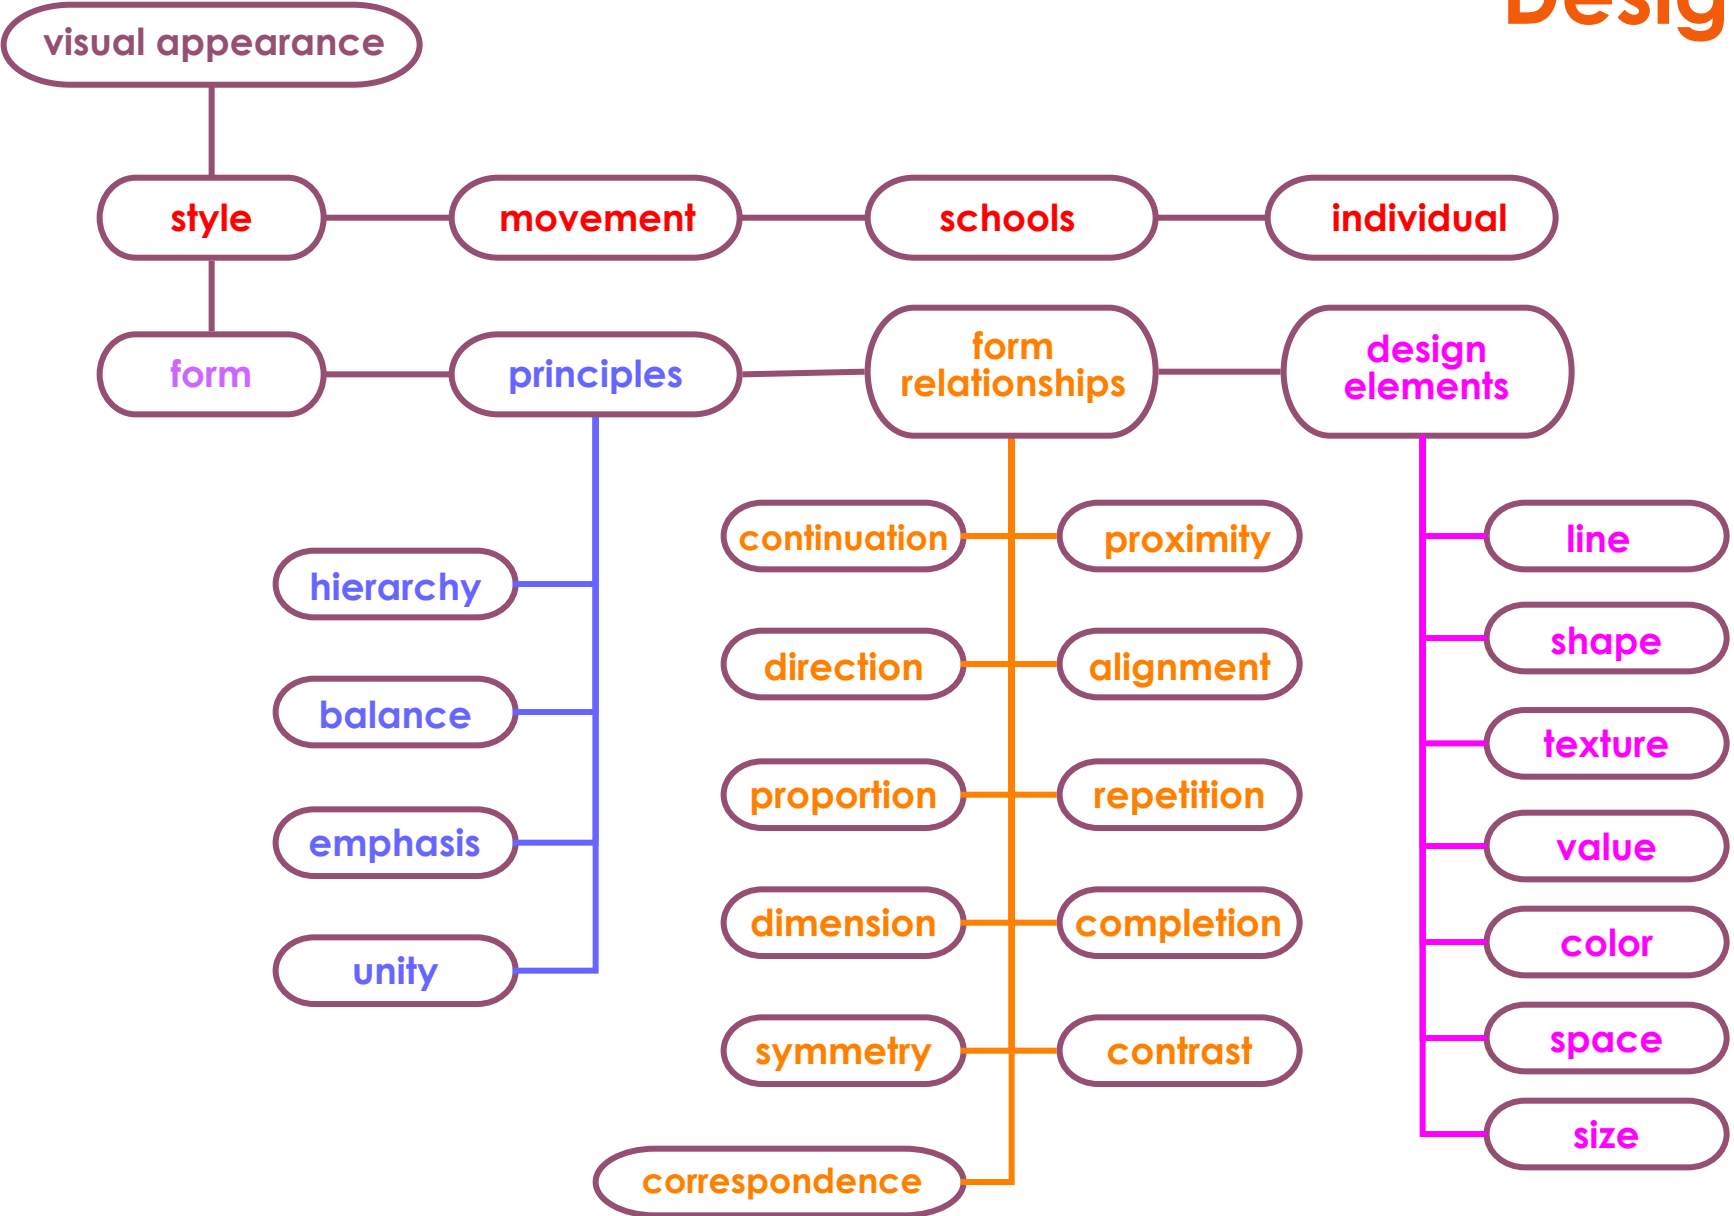 Desig
visual appearance
style
movement
schools
individual
form
principles
form
relationships
design
elements
continuation
proximity
line
hierarchy
shape
direction
alignment
balance
texture
proportion
repetition
emphasis
value
dimension
completion
color
unity
space
symmetry
contrast
size
correspondence